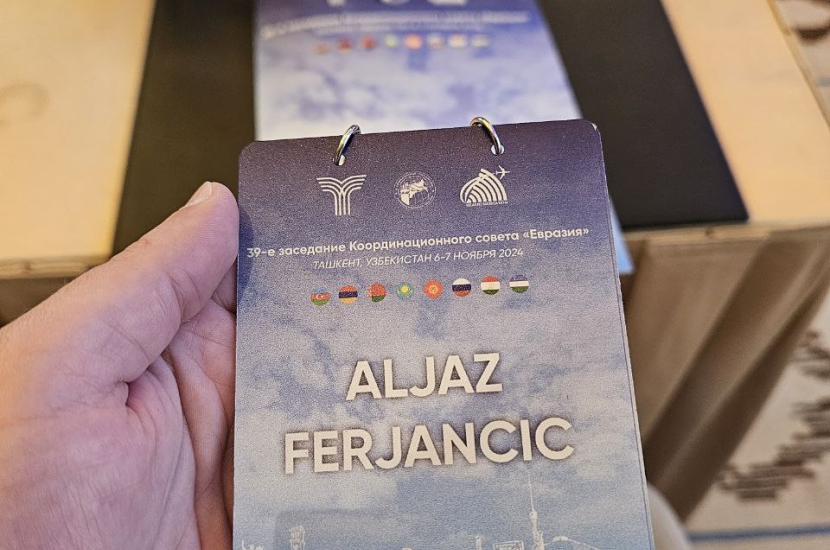 39-е заседание Координационного совета «Евразия»
ТАШКЕНТ, УЗБЕКИСТАН 6-7 НОЯБРЯ 2024
ALJAZ
FERJANCIC